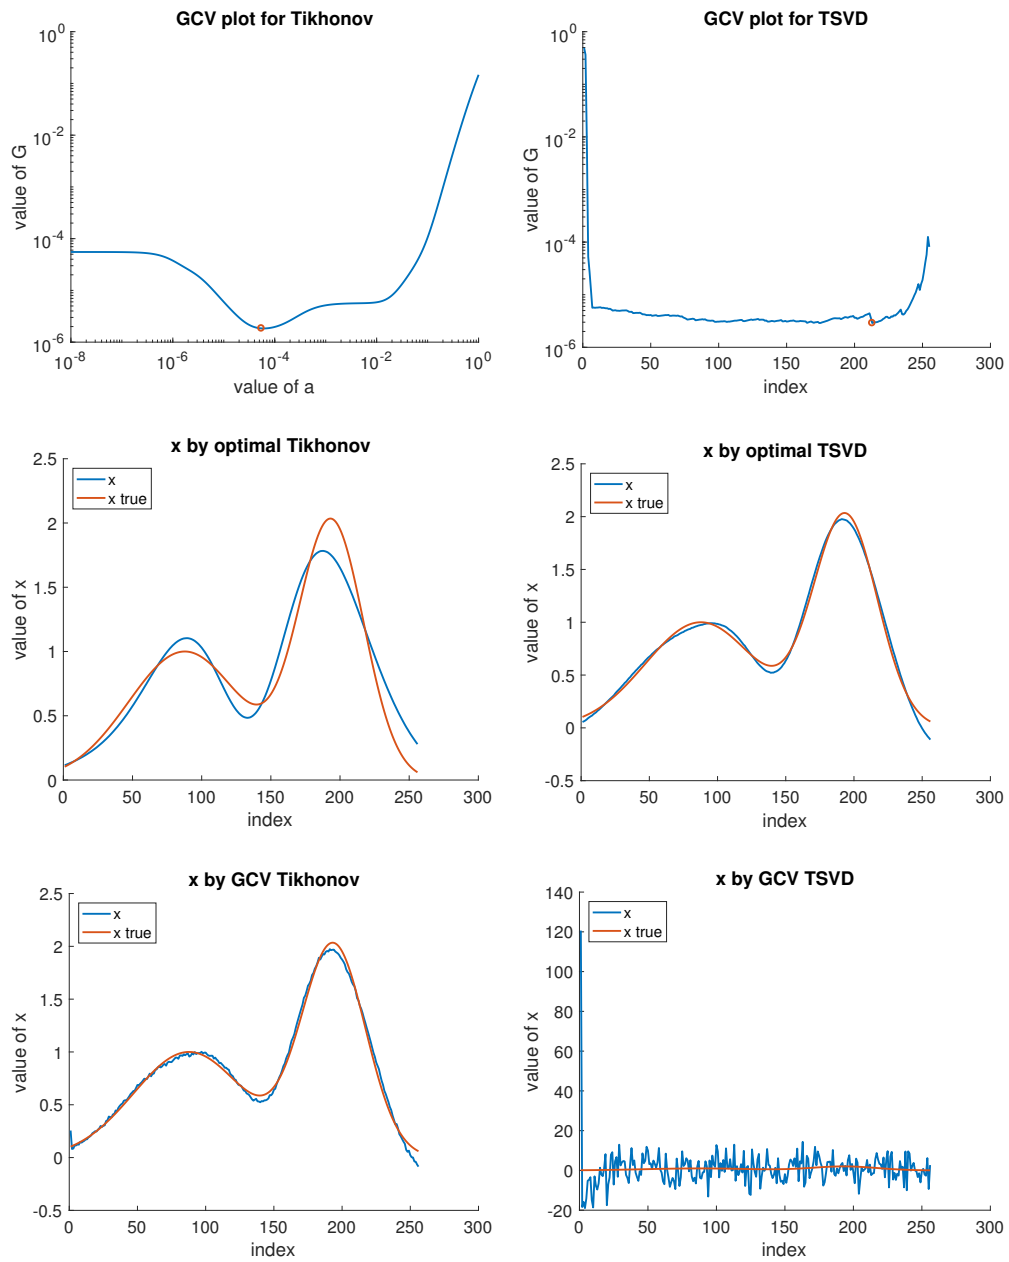 GCV plot for Tikhonov
10^0
10^-2
10^-4
10^-6
value of G
10^-8 10^-6 10^-4 10^-2 10^0
value of a
GCV plot for TSVD
10^0
10^-2
10^-4
10^-6
value of G
0 50 100 150 200 250 300
index
x by optimal Tikhonov
2.5
2
1.5
1
0.5
0
value of x
x
x true
0 50 100 150 200 250 300
index
x by optimal TSVD
2.5
2
1.5
1
0.5
0
-0.5
value of x
x
x true
0 50 100 150 200 250 300
index
x by GCV Tikhonov
2.5
2
1.5
1
0.5
0
-0.5
value of x
x
x true
0 50 100 150 200 250 300
index
x by GCV TSVD
140
120
100
80
60
40
20
0
-20
value of x
x
x true
0 50 100 150 200 250 300
index